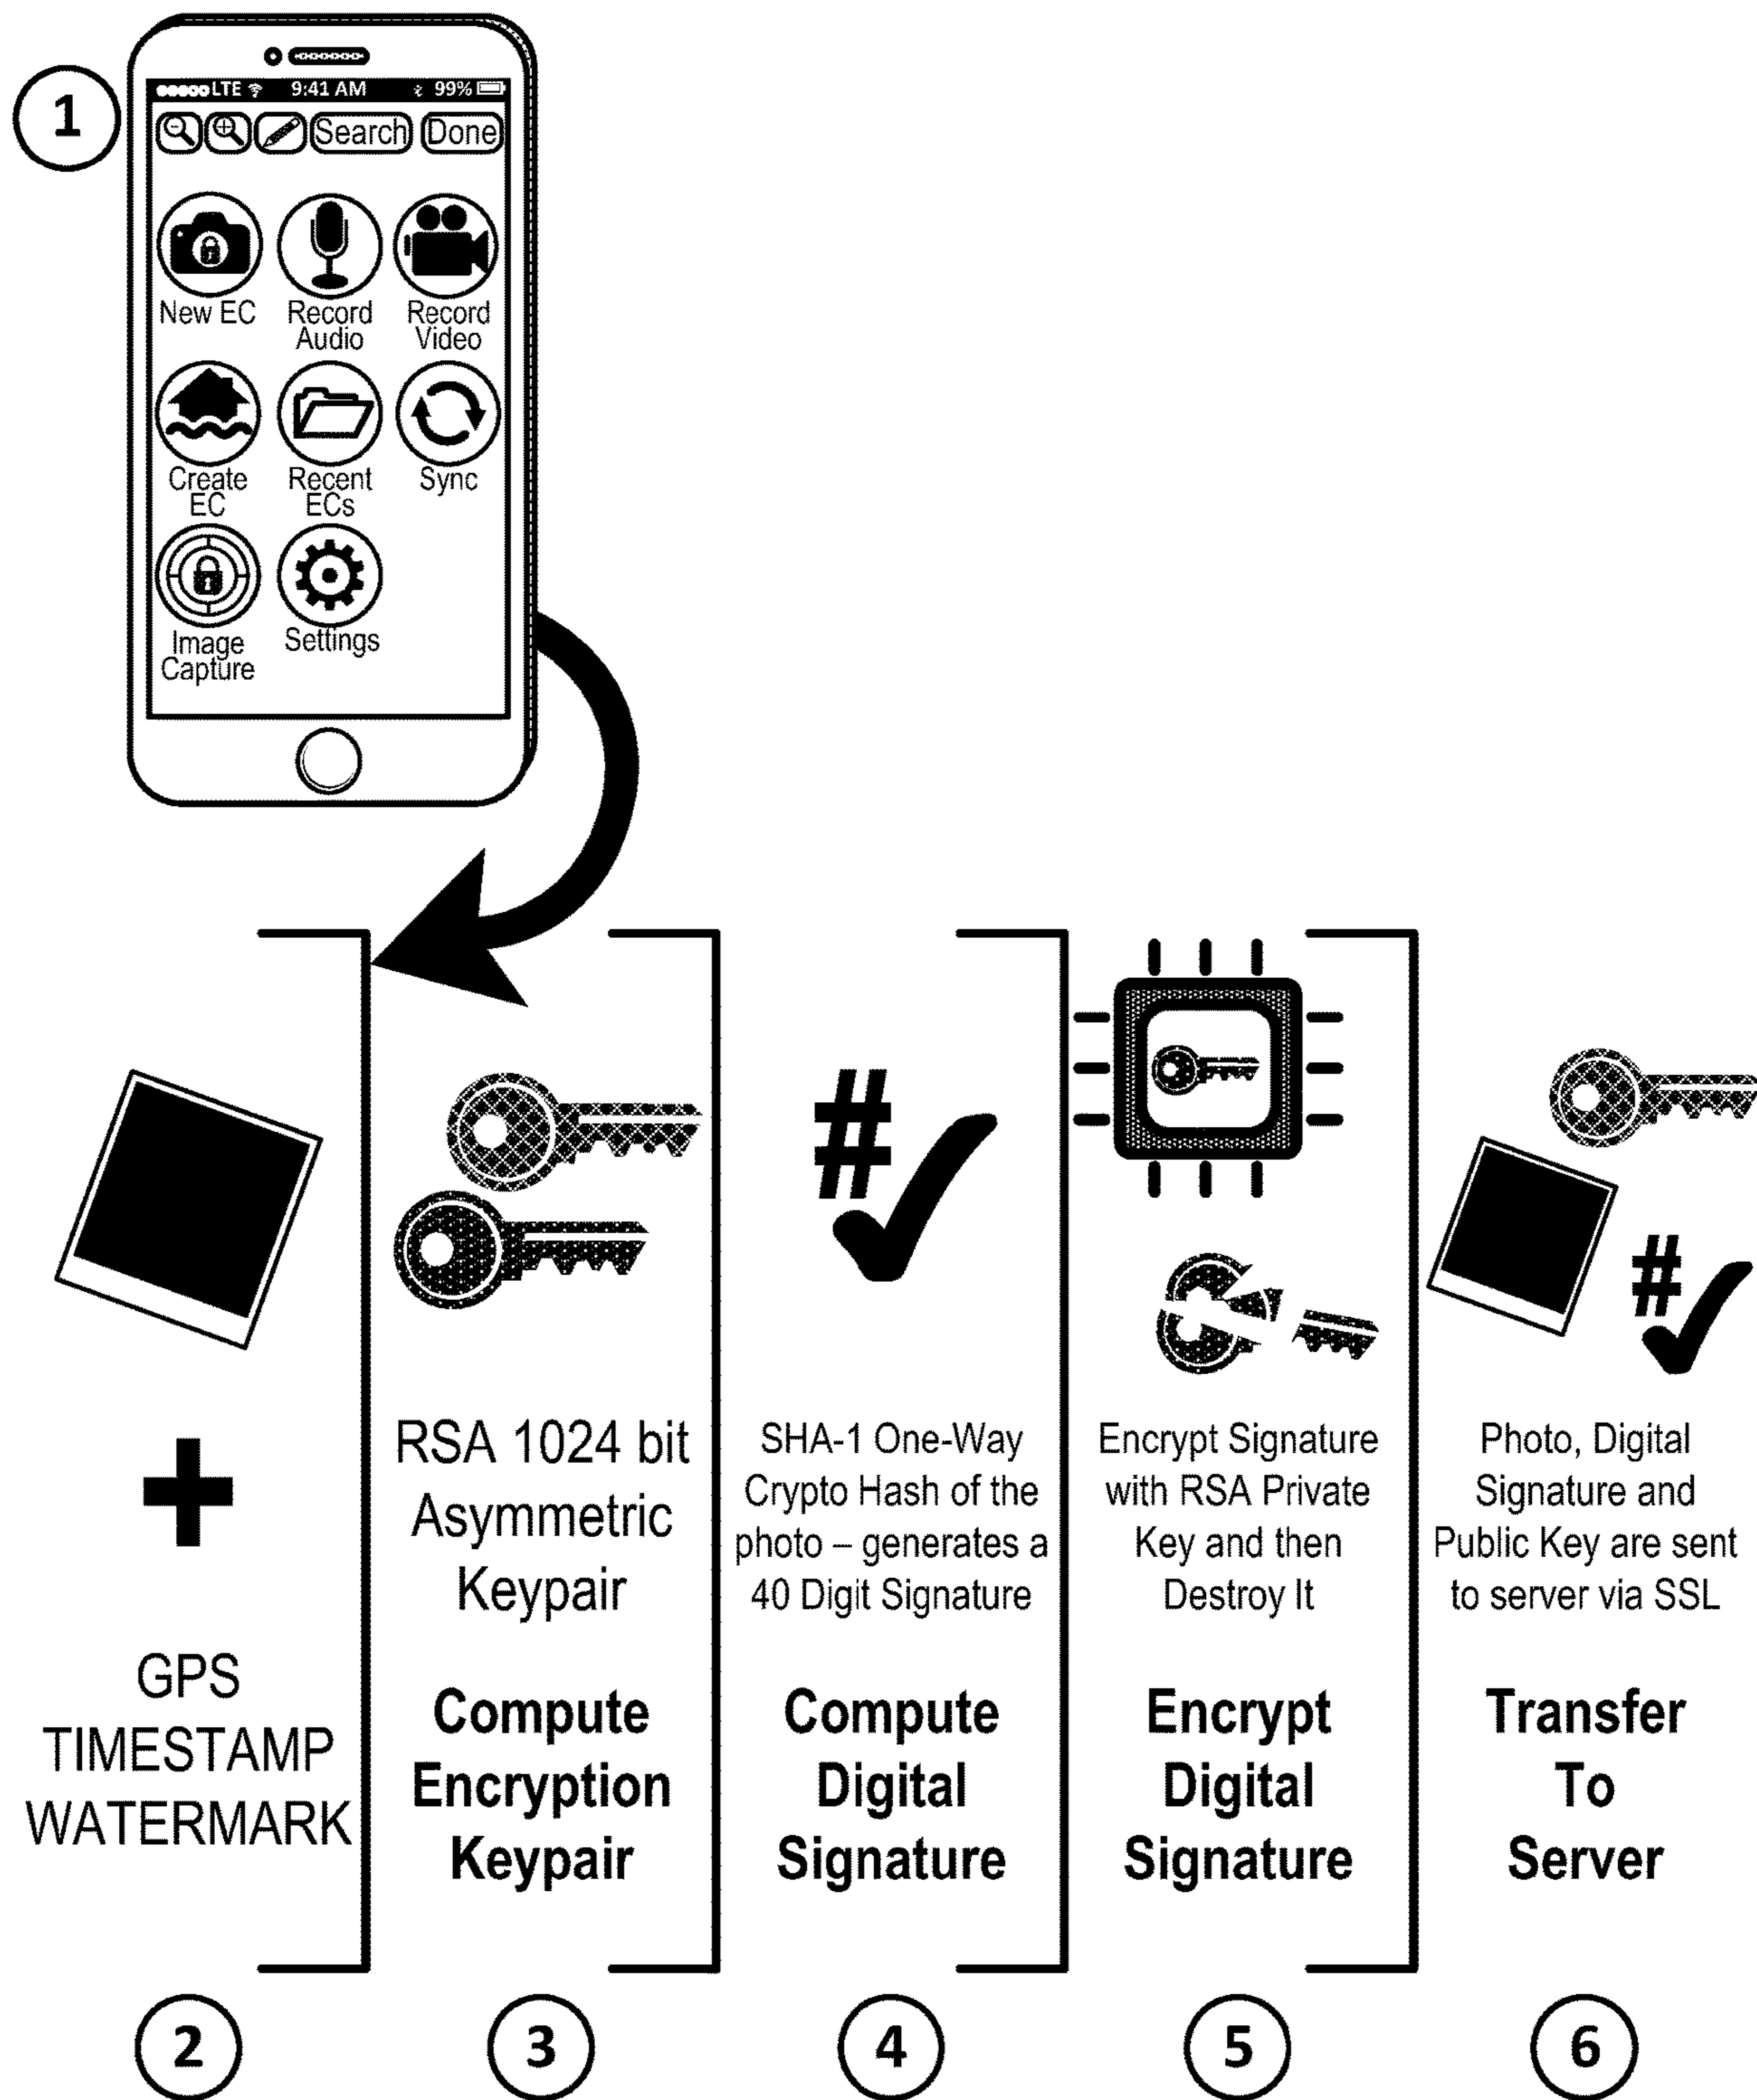 1
LTE 9:41 AM 99%
Search Done
New EC Record Audio Record Video
Create EC Recent ECs Sync
Image Capture Settings
#
#
RSA 1024 bit
Asymmetric
Keypair
SHA-1 One-Way
Crypto Hash of the
photo – generates a
40 Digit Signature
Encrypt Signature
with RSA Private
Key and then
Destroy It
Photo, Digital
Signature and
Public Key are sent
to server via SSL
+
GPS
TIMESTAMP
WATERMARK
Compute
Encryption
Keypair
Compute
Digital
Signature
Encrypt
Digital
Signature
Transfer
To
Server
2 3 4 5 6